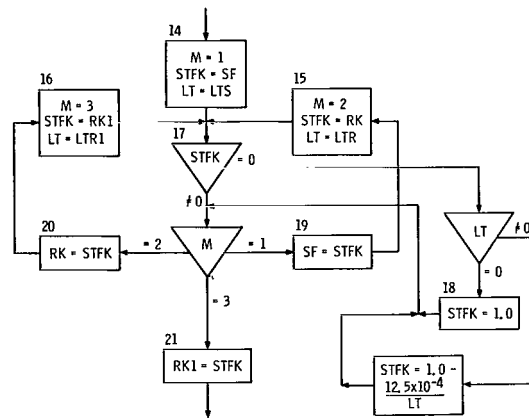 14
M = 1
STFK = SF
LT = LTS
16
M = 3
STFK = RK1
LT = LTR1
15
M = 2
STFK = RK
LT = LTR
17
STFK
= 0
≠0
20
RK = STFK
= 2
M
= 1
19
SF = STFK
LT
≠0
= 0
18
STFK = 1.0
= 3
21
RK1 = STFK
STFK = 1.0 -
12.5x10⁻⁴
LT